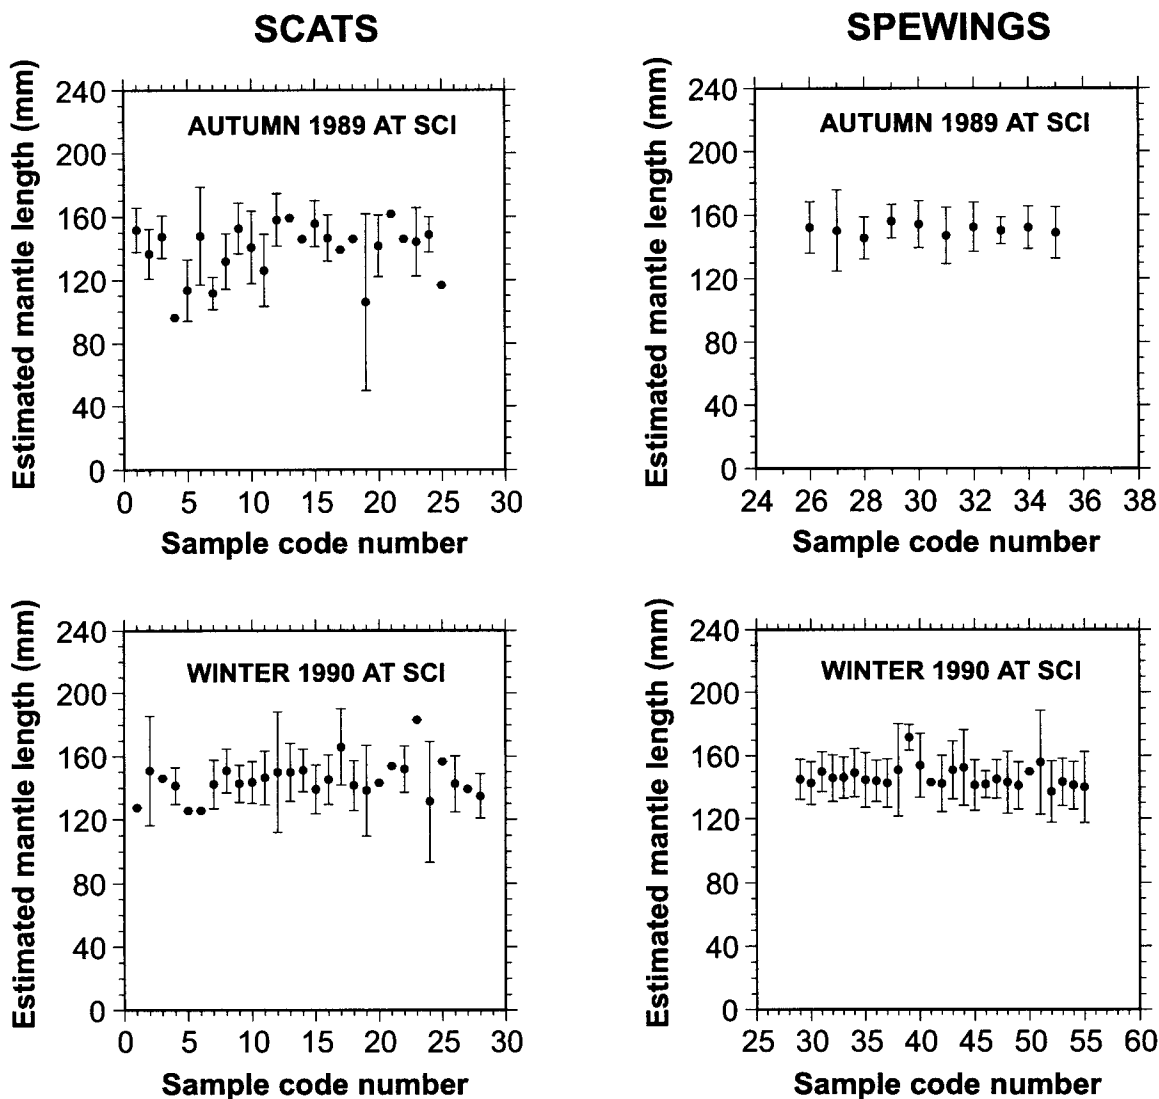 SCATS
SPEWINGS
Estimated mantle length (mm)
240
200
160
120
80
40
0
AUTUMN 1989 AT SCI
0 5 10 15 20 25 30
Sample code number
Estimated mantle length (mm)
240
200
160
120
80
40
0
AUTUMN 1989 AT SCI
24 26 28 30 32 34 36 38
Sample code number
Estimated mantle length (mm)
240
200
160
120
80
40
0
WINTER 1990 AT SCI
0 5 10 15 20 25 30
Sample code number
Estimated mantle length (mm)
240
200
160
120
80
40
0
WINTER 1990 AT SCI
25 30 35 40 45 50 55 60
Sample code number